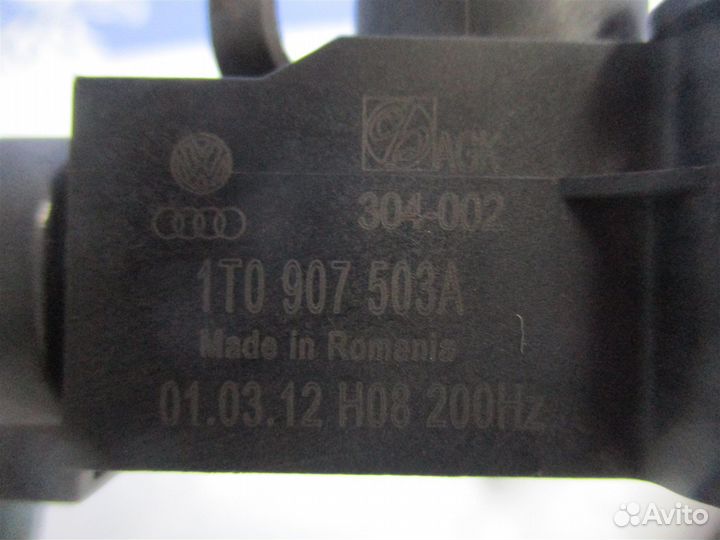 AGK
304-002
1T0 907 503A
Made in Romania
01.03.12 H08 200Hz
Avito